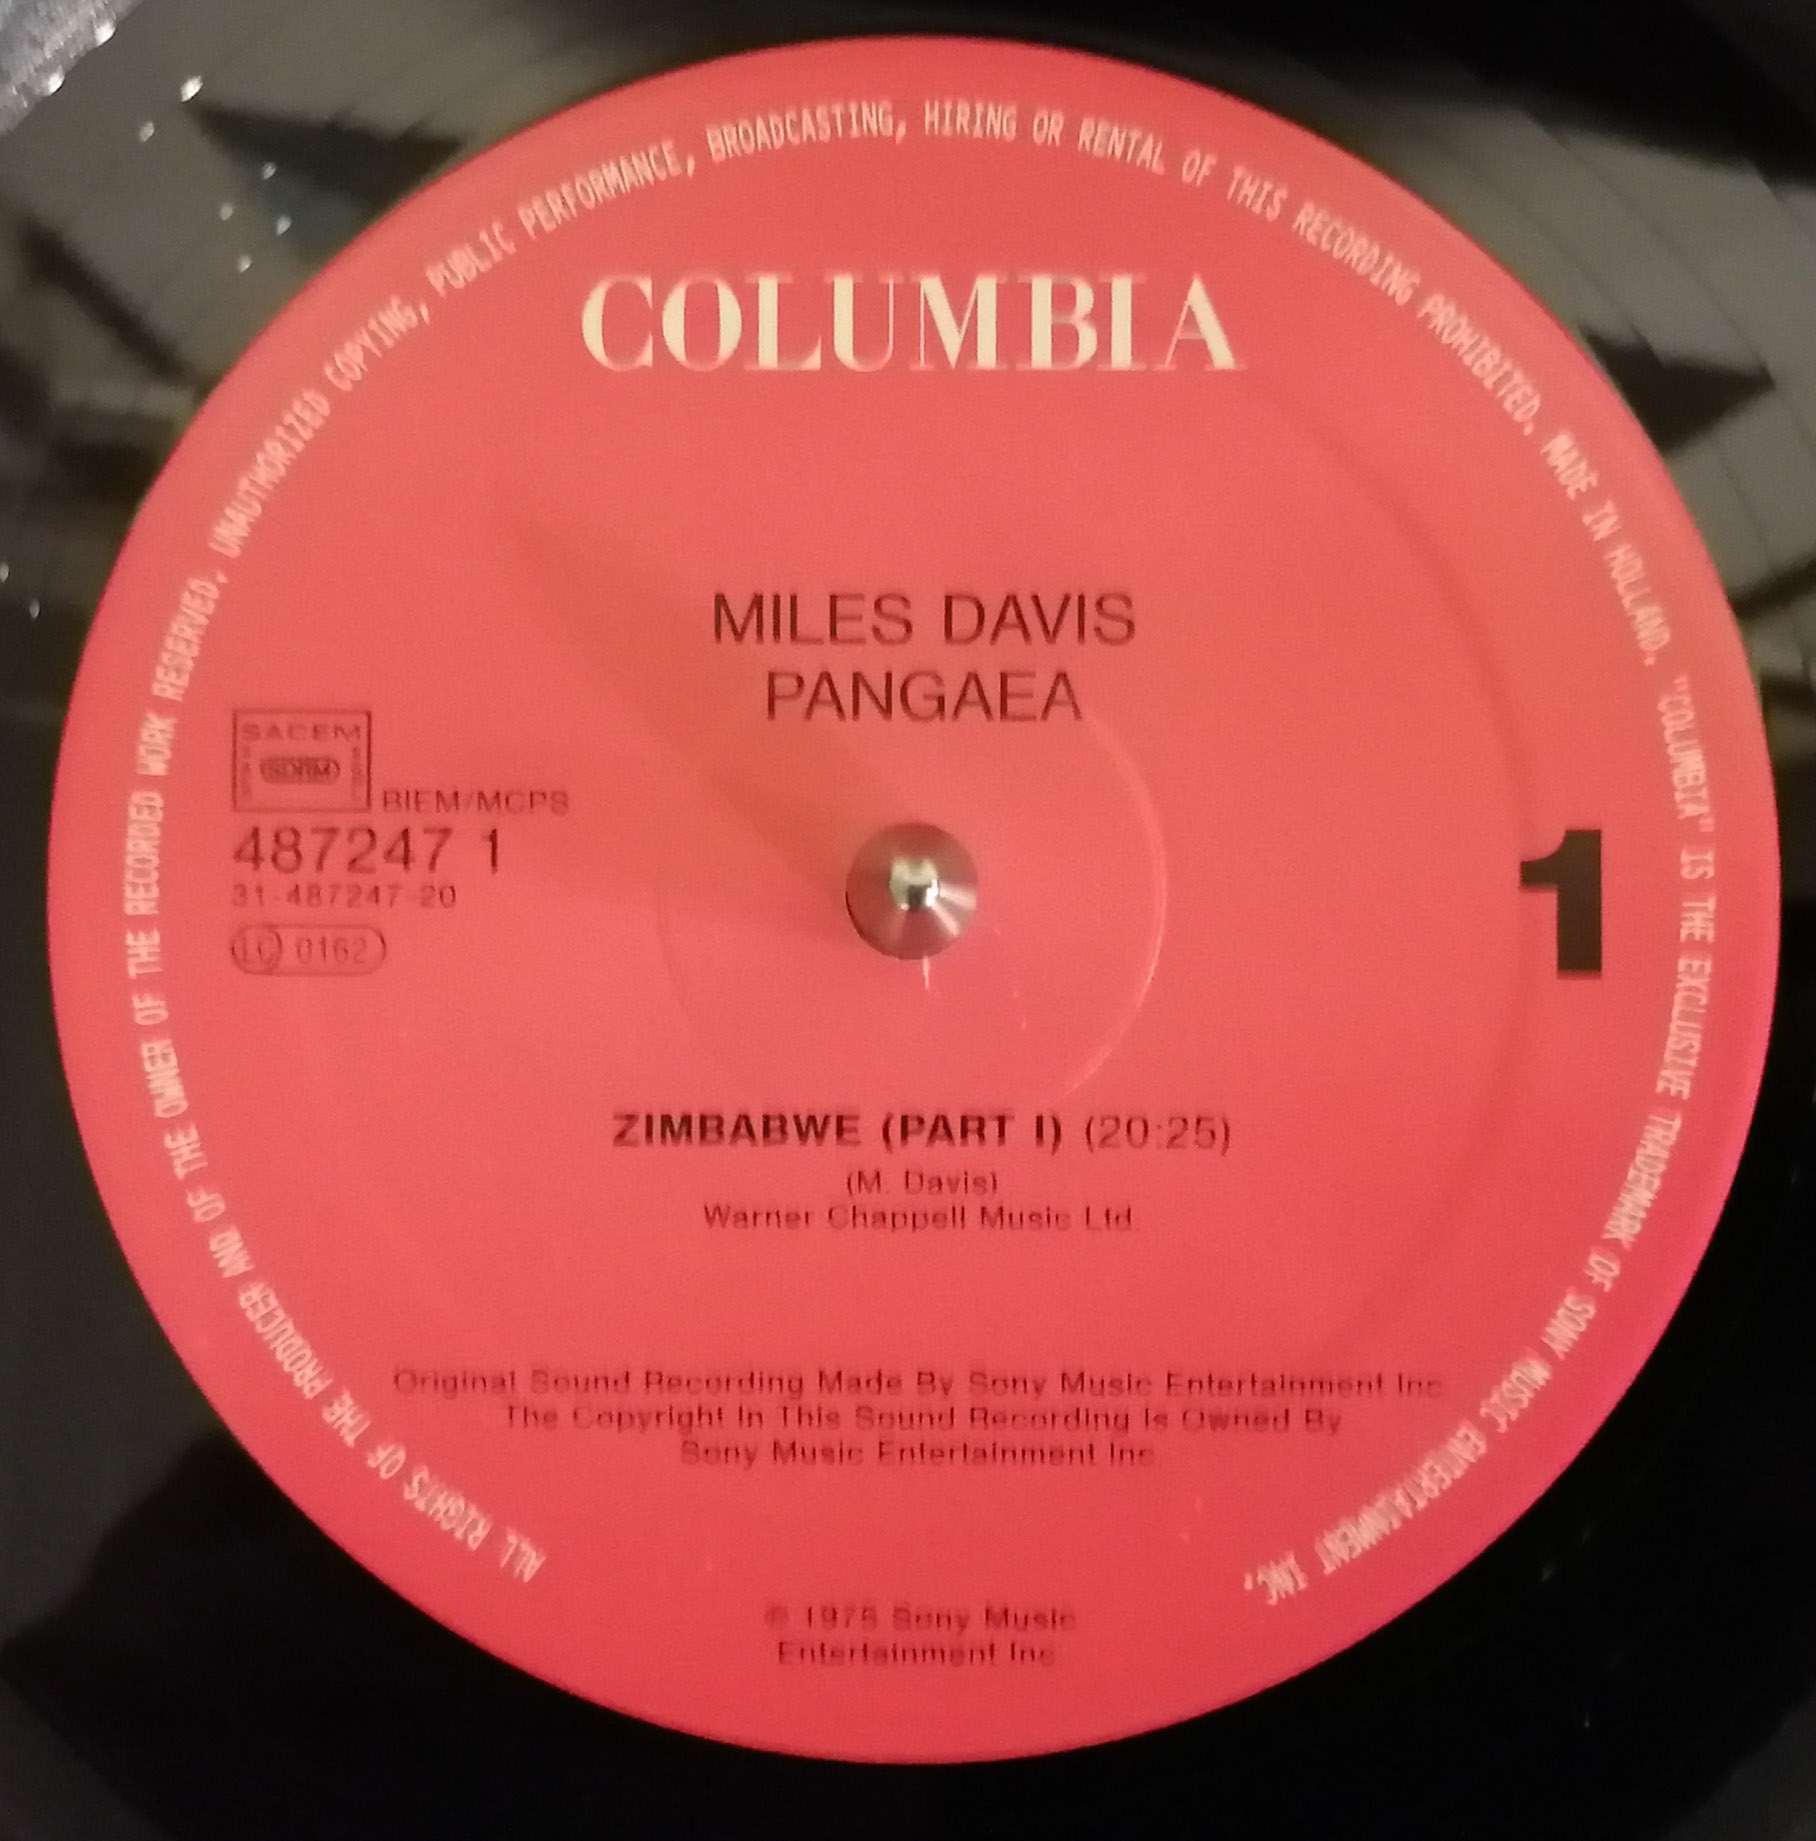 ALL RIGHTS OF THE PRODUCER AND OF THE OWNER OF THE RECORDED WORK RESERVED. UNAUTHORIZED COPYING, PUBLIC PERFORMANCE, BROADCASTING, HIRING OR RENTAL OF THIS RECORDING PROHIBITED. MADE IN HOLLAND. "COLUMBIA" IS THE EXCLUSIVE TRADEMARK OF SONY MUSIC ENTERTAINMENT INC.
COLUMBIA
MILES DAVIS
PANGAEA
SACEM
SDRM
BIEM/MCPS
487247 1
31-487247-20
LC 0162
1
ZIMBABWE (PART I) (20:25)
(M. Davis)
Warner Chappell Music Ltd.
Original Sound Recording Made By Sony Music Entertainment Inc
The Copyright In This Sound Recording Is Owned By
Sony Music Entertainment Inc
1975 Sony Music
Entertainment Inc